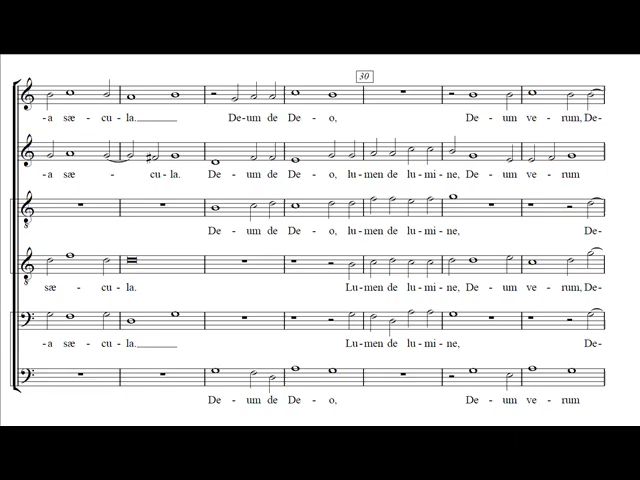 30
-a sæ - cu - la. De-um de De - o, De - um ve - rum, De-
-a sæ - cu-la. De-um de De-o, lu-men de lu-mi-ne, De-um ve-rum
De - um de De-o, lu-men de lu-mi-ne, De-
sæ - cu - la. Lu-men de lu-mi-ne, De-um ve-rum, De-
-a sæ - cu - la. Lu-men de lu-mi - ne, De-
De - um de De - o, De - um ve - rum